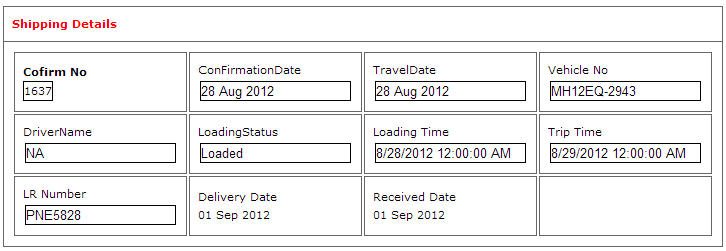 Shipping Details
Cofirm No
1637
ConFirmationDate
28 Aug 2012
TravelDate
28 Aug 2012
Vehicle No
MH12EQ-2943
DriverName
NA
LoadingStatus
Loaded
Loading Time
8/28/2012 12:00:00 AM
Trip Time
8/29/2012 12:00:00 AM
LR Number
PNE5828
Delivery Date
01 Sep 2012
Received Date
01 Sep 2012